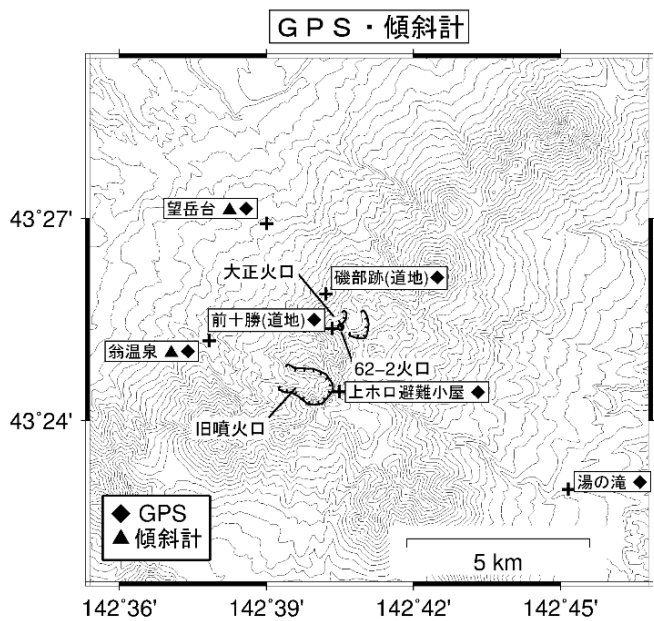 GPS・傾斜計
43°27'
43°24'
望岳台 ▲◆
大正火口
磯部跡(道地)◆
前十勝(道地)◆
翁温泉 ▲◆
62-2火口
上ホロ避難小屋 ◆
旧噴火口
湯の滝 ◆
◆ GPS
▲ 傾斜計
5 km
142°36' 142°39' 142°42' 142°45'